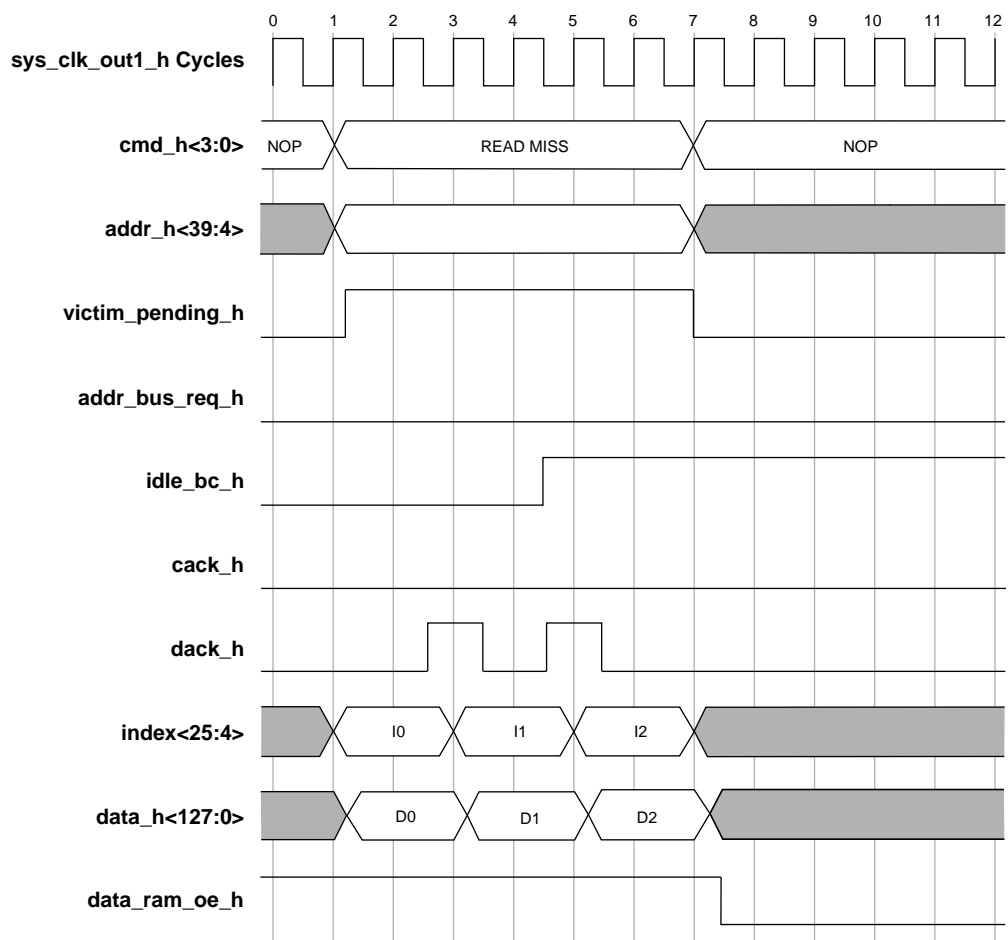 0 1 2 3 4 5 6 7 8 9 10 11 12
sys_clk_out1_h Cycles
cmd_h<3:0> NOP READ MISS NOP
addr_h<39:4>
victim_pending_h
addr_bus_req_h
idle_bc_h
cack_h
dack_h
index<25:4> I0 I1 I2
data_h<127:0> D0 D1 D2
data_ram_oe_h